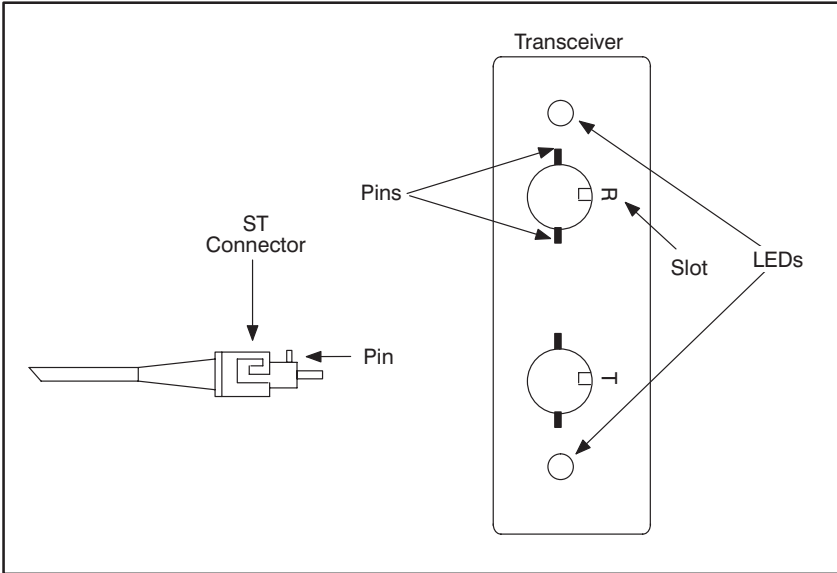 Transceiver
Pins
R
ST
Connector
Slot
LEDs
Pin
T